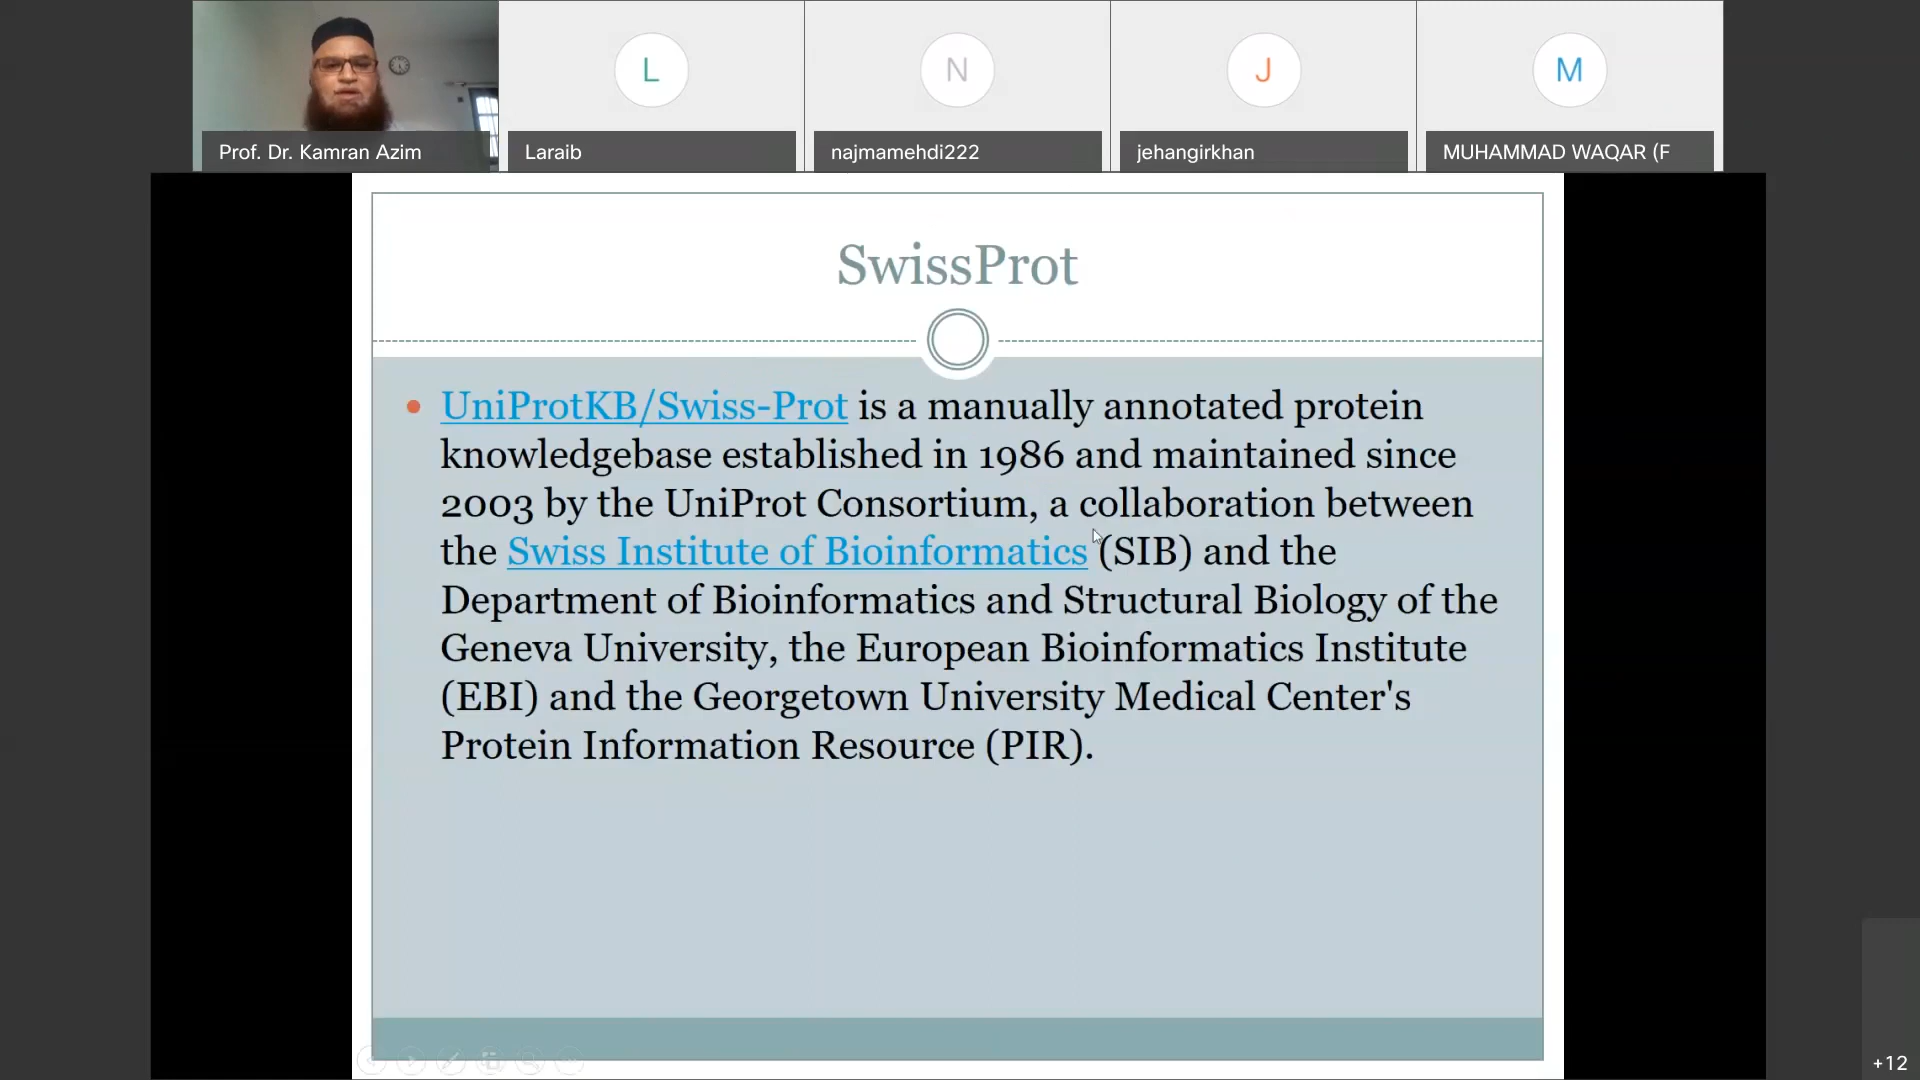 L
N
J
M
Prof. Dr. Kamran Azim
Laraib
najmamehdi222
jehangirkhan
MUHAMMAD WAQAR (F
SwissProt
• UniProtKB/Swiss-Prot is a manually annotated protein
knowledgebase established in 1986 and maintained since
2003 by the UniProt Consortium, a collaboration between
the Swiss Institute of Bioinformatics (SIB) and the
Department of Bioinformatics and Structural Biology of the
Geneva University, the European Bioinformatics Institute
(EBI) and the Georgetown University Medical Center's
Protein Information Resource (PIR).
+12